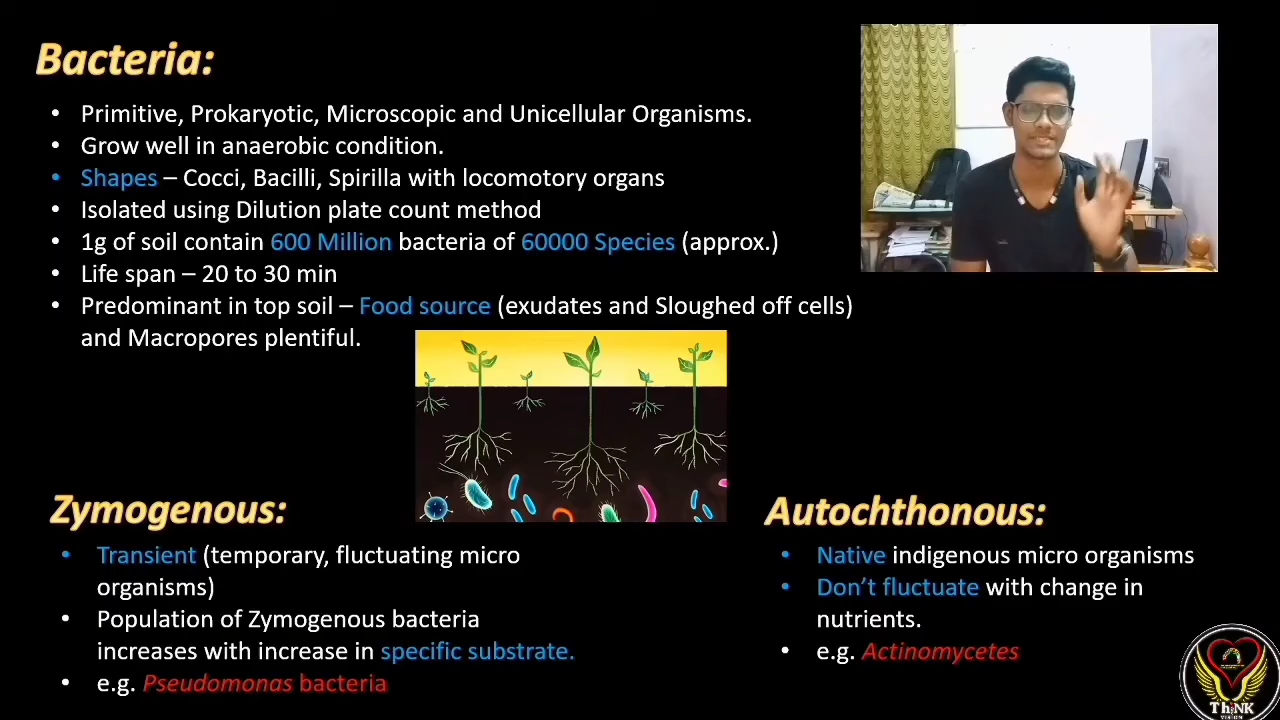 Bacteria:
• Primitive, Prokaryotic, Microscopic and Unicellular Organisms.
• Grow well in anaerobic condition.
• Shapes – Cocci, Bacilli, Spirilla with locomotory organs
• Isolated using Dilution plate count method
• 1g of soil contain 600 Million bacteria of 60000 Species (approx.)
• Life span – 20 to 30 min
• Predominant in top soil – Food source (exudates and Sloughed off cells)
and Macropores plentiful.
Zymogenous:
• Transient (temporary, fluctuating micro
organisms)
• Population of Zymogenous bacteria
increases with increase in specific substrate.
• e.g. Pseudomonas bacteria
Autochthonous:
• Native indigenous micro organisms
• Don’t fluctuate with change in
nutrients.
• e.g. Actinomycetes
ThiNK
VISION